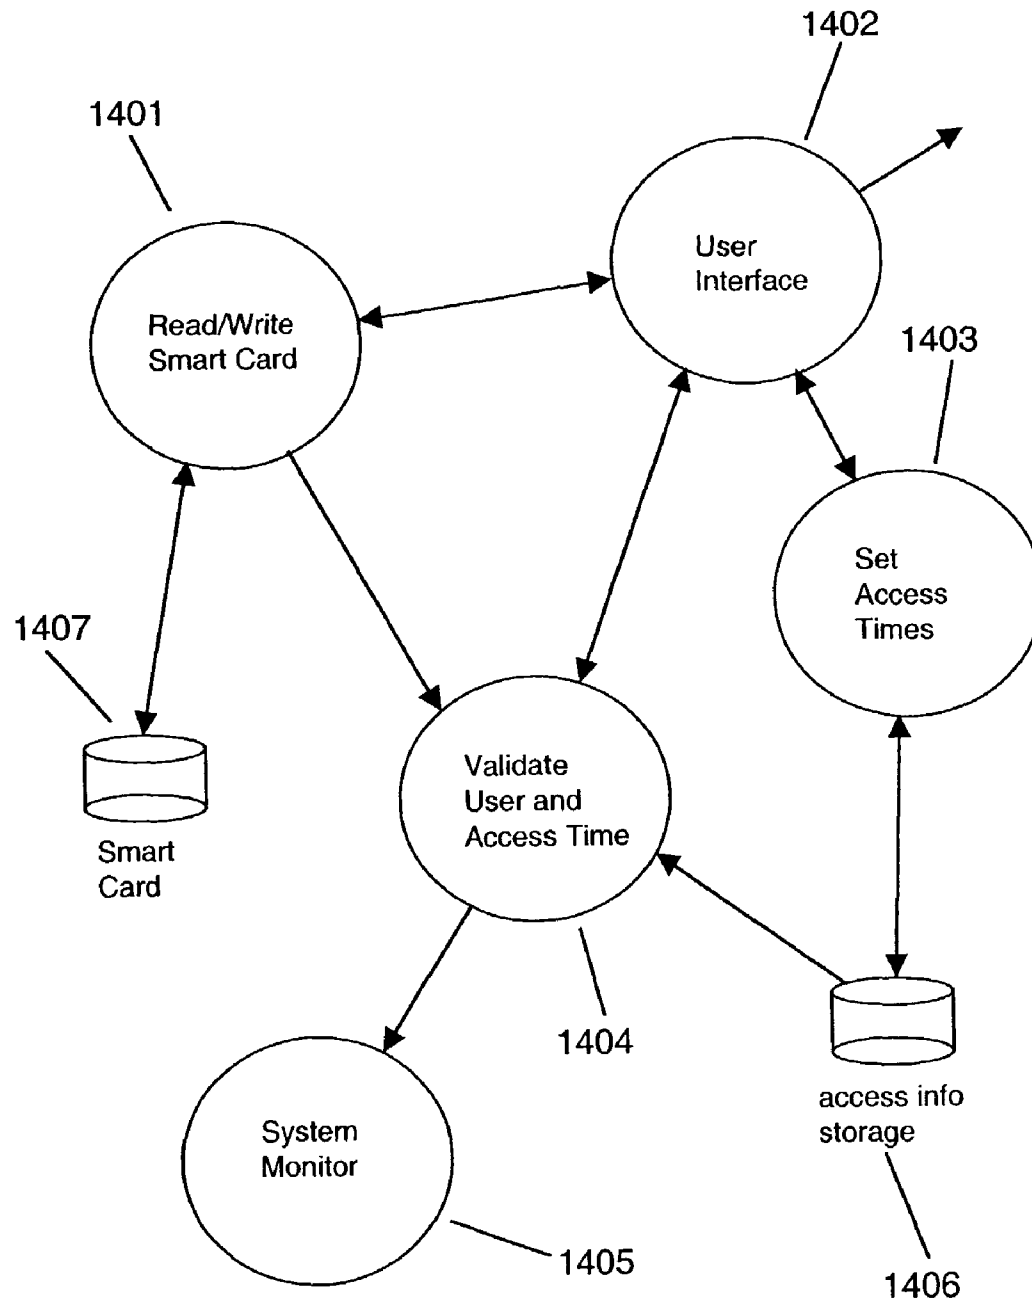 1402
1401
User
Interface
Read/Write
Smart Card
1403
Set
Access
Times
1407
Validate
User and
Access Time
Smart
Card
1404
access info
storage
System
Monitor
1405
1406